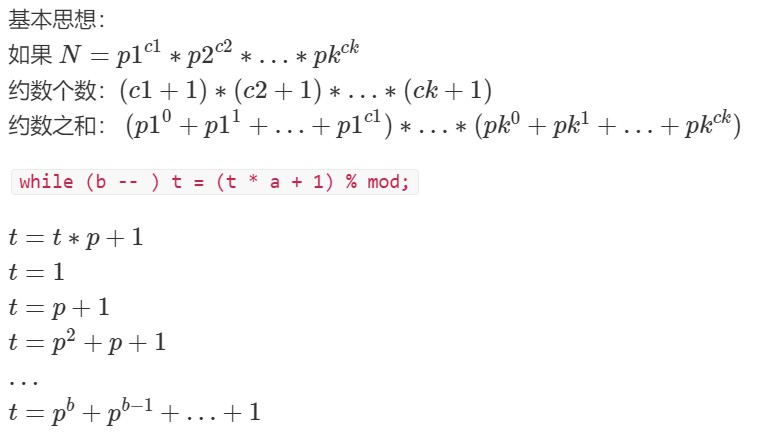 基本思想：
如果 N = p1^{c1} * p2^{c2} * ... * pk^{ck}
约数个数：(c1 + 1) * (c2 + 1) * ... * (ck + 1)
约数之和：(p1^0 + p1^1 + ... + p1^{c1}) * ... * (pk^0 + pk^1 + ... + pk^{ck})
while (b -- ) t = (t * a + 1) % mod;
t = t * p + 1
t = 1
t = p + 1
t = p^2 + p + 1
...
t = p^b + p^{b-1} + ... + 1